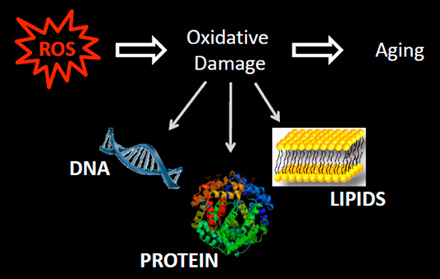 ROS
Oxidative
Damage
Aging
DNA
PROTEIN
LIPIDS